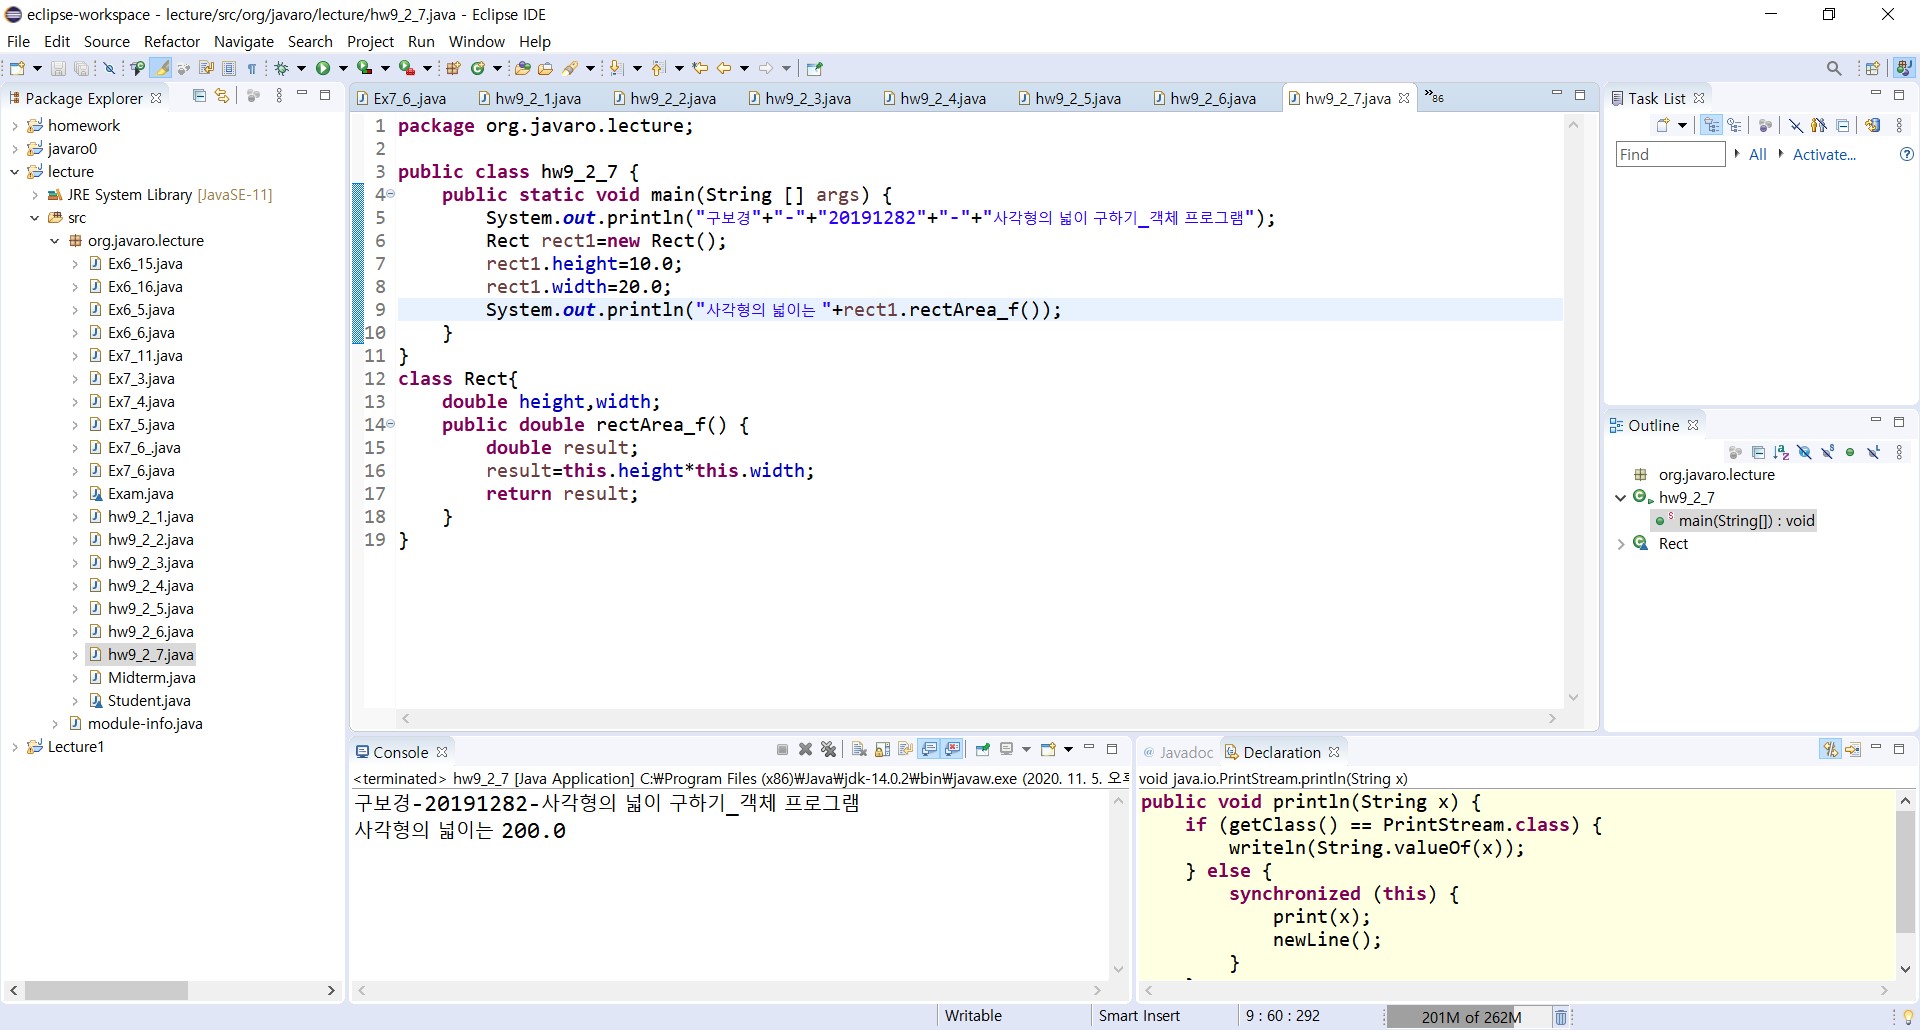 eclipse-workspace - lecture/src/org/javaro/lecture/hw9_2_7.java - Eclipse IDE
File Edit Source Refactor Navigate Search Project Run Window Help
Package Explorer
homework
javaro0
lecture
JRE System Library [JavaSE-11]
src
org.javaro.lecture
Ex6_15.java
Ex6_16.java
Ex6_5.java
Ex6_6.java
Ex7_11.java
Ex7_3.java
Ex7_4.java
Ex7_5.java
Ex7_6_.java
Ex7_6.java
Exam.java
hw9_2_1.java
hw9_2_2.java
hw9_2_3.java
hw9_2_4.java
hw9_2_5.java
hw9_2_6.java
hw9_2_7.java
Midterm.java
Student.java
module-info.java
Lecture1
Ex7_6_.java hw9_2_1.java hw9_2_2.java hw9_2_3.java hw9_2_4.java hw9_2_5.java hw9_2_6.java hw9_2_7.java »86
1 package org.javaro.lecture;
2
3 public class hw9_2_7 {
4 public static void main(String [] args) {
5 System.out.println("구보경"+"-"+"20191282"+"-"+"사각형의 넓이 구하기_객체 프로그램");
6 Rect rect1=new Rect();
7 rect1.height=10.0;
8 rect1.width=20.0;
9 System.out.println("사각형의 넓이는 "+rect1.rectArea_f());
10 }
11 }
12 class Rect{
13 double height,width;
14 public double rectArea_f() {
15 double result;
16 result=this.height*this.width;
17 return result;
18 }
19 }
Task List
Find All Activate...
Outline
org.javaro.lecture
hw9_2_7
main(String[]) : void
Rect
Console
<terminated> hw9_2_7 [Java Application] C:₩Program Files (x86)₩Java₩jdk-14.0.2₩bin₩javaw.exe (2020. 11. 5. 오후
구보경-20191282-사각형의 넓이 구하기_객체 프로그램
사각형의 넓이는 200.0
@ Javadoc Declaration
void java.io.PrintStream.println(String x)
public void println(String x) {
if (getClass() == PrintStream.class) {
writeln(String.valueOf(x));
} else {
synchronized (this) {
print(x);
newLine();
}
Writable Smart Insert 9 : 60 : 292 201M of 262M